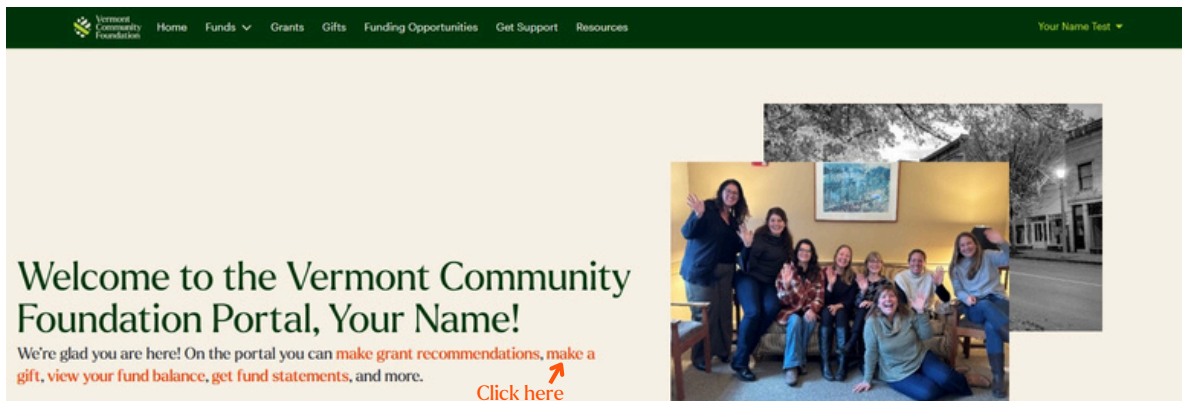 Vermont
Community
Foundation
Home Funds Grants Gifts Funding Opportunities Get Support Resources
Your Name Test
Welcome to the Vermont Community
Foundation Portal, Your Name!
We're glad you are here! On the portal you can make grant recommendations, make a
gift, view your fund balance, get fund statements, and more.
Click here